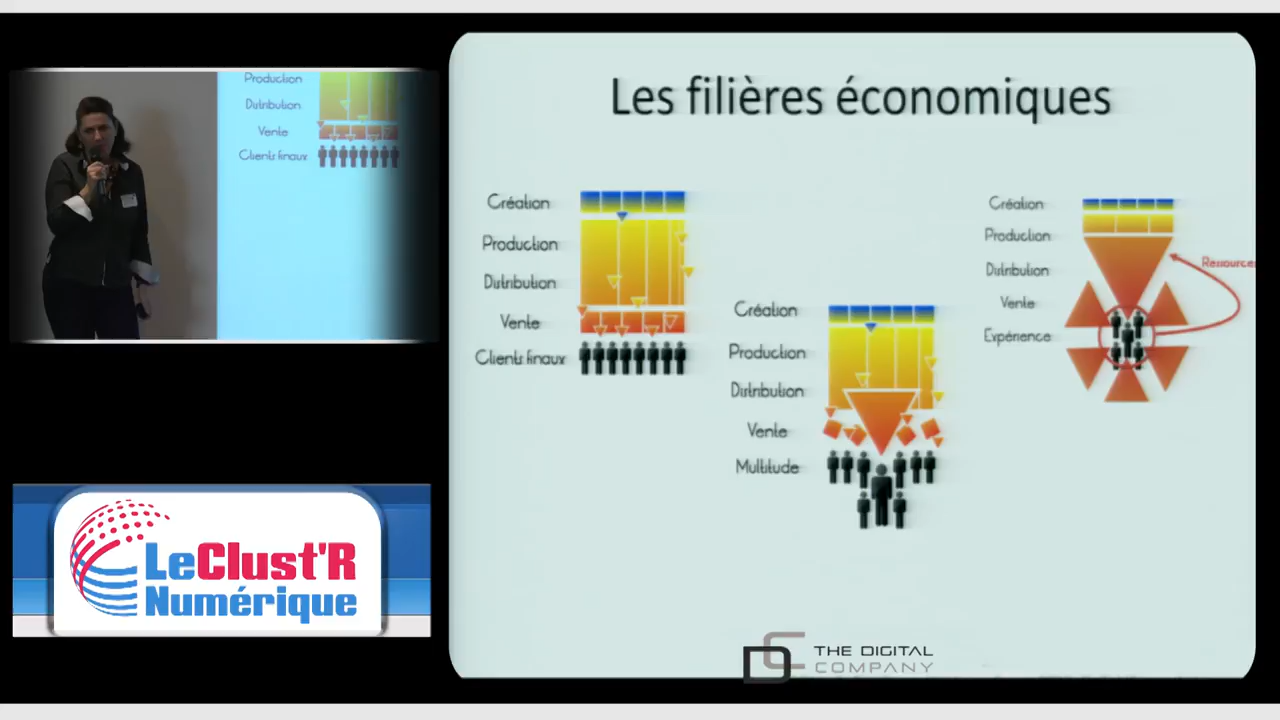 Production
Distribution
Vente
Clients finaux
LeClust'R
Numérique
Les filières économiques
Création
Production
Distribution
Vente
Clients finaux
Création
Production
Distribution
Vente
Multitude
Création
Production
Distribution
Vente
Expérience
Ressources
DC THE DIGITAL
COMPANY